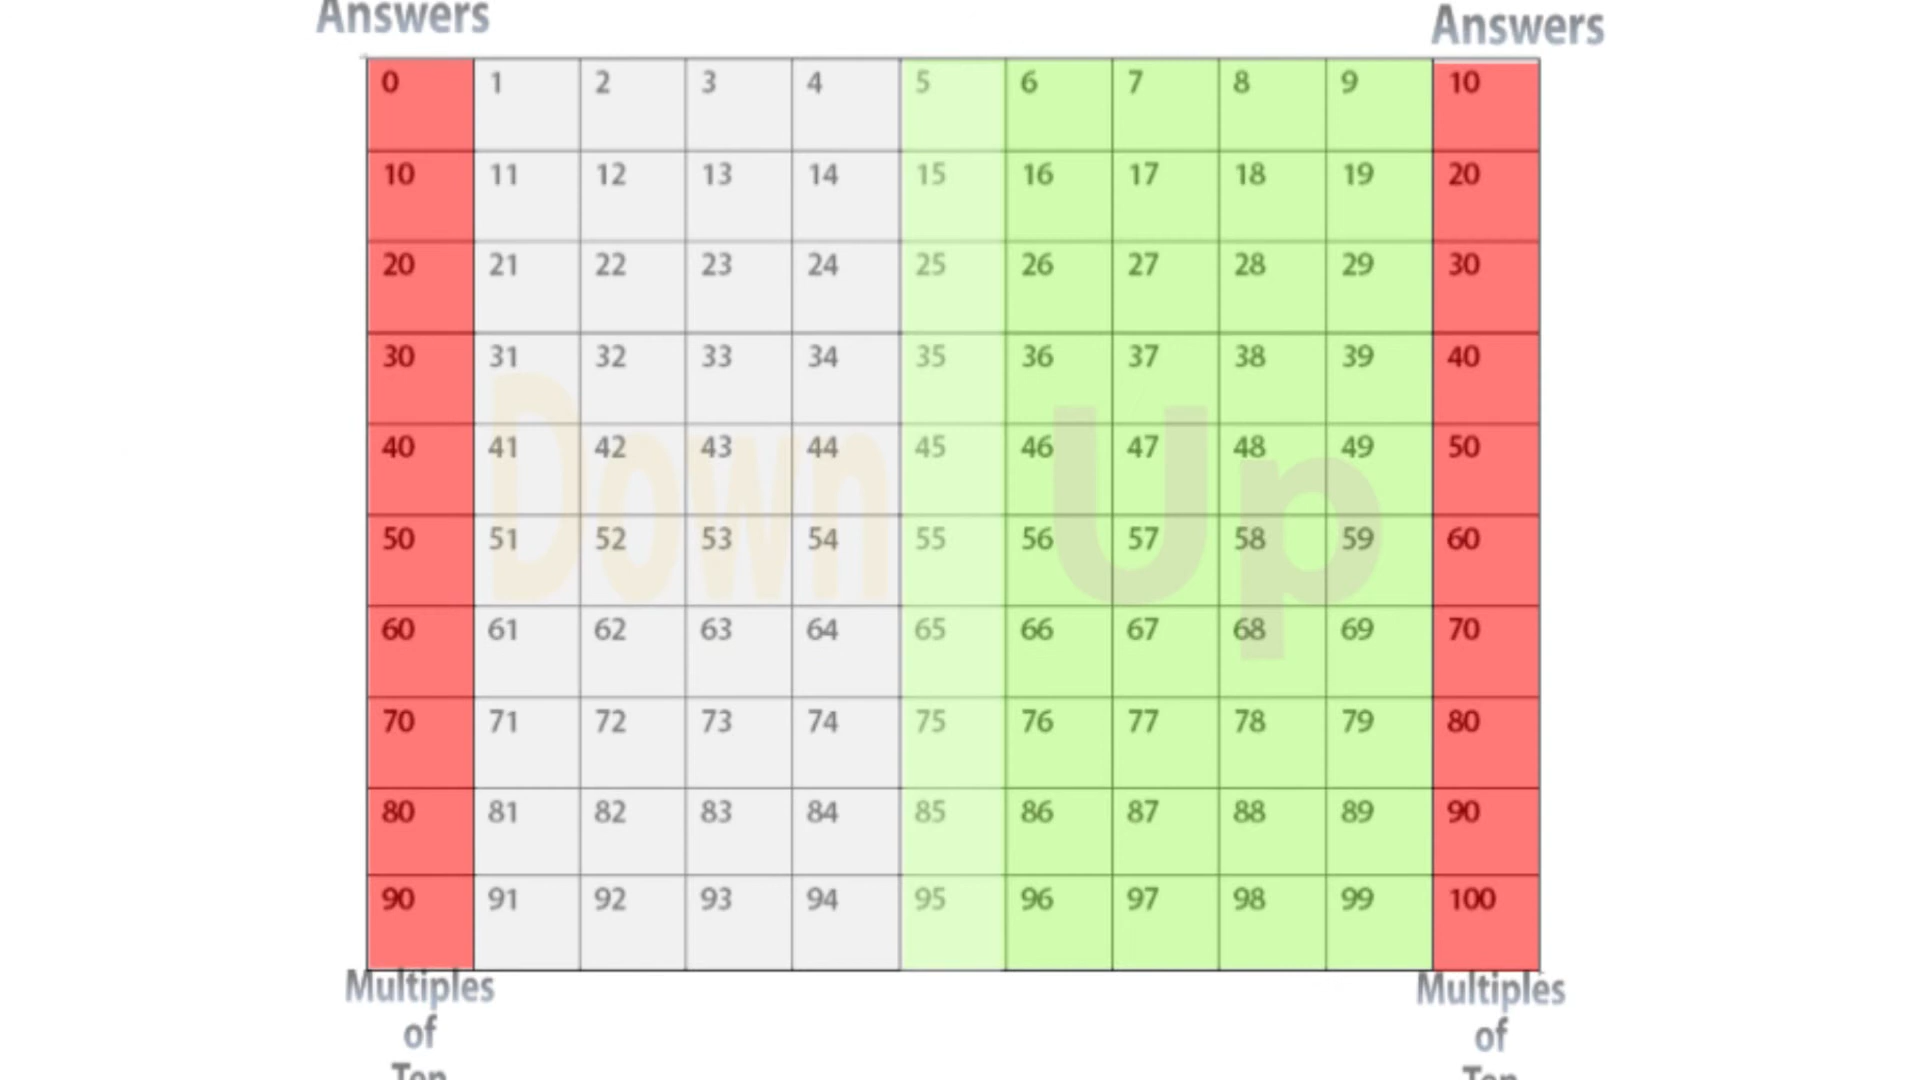 Answers Answers
0 1 2 3 4 5 6 7 8 9 10
10 11 12 13 14 15 16 17 18 19 20
20 21 22 23 24 25 26 27 28 29 30
30 31 32 33 34 35 36 37 38 39 40
40 41 42 43 44 45 46 47 48 49 50
Down Up
50 51 52 53 54 55 56 57 58 59 60
60 61 62 63 64 65 66 67 68 69 70
70 71 72 73 74 75 76 77 78 79 80
80 81 82 83 84 85 86 87 88 89 90
90 91 92 93 94 95 96 97 98 99 100
Multiples Multiples
of of
Ten Ten